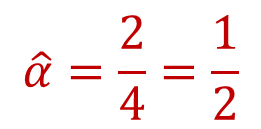 α̂ = 2/4 = 1/2